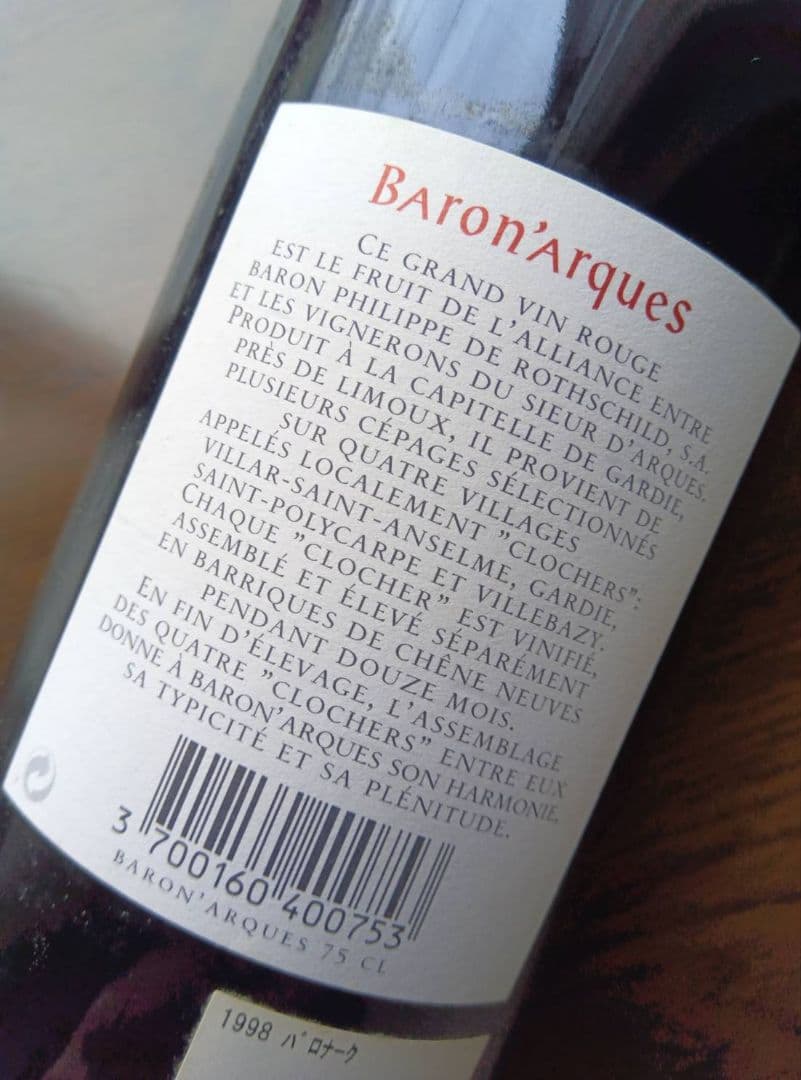 Baron'Arques
CE GRAND VIN ROUGE
EST LE FRUIT DE L'ALLIANCE ENTRE
BARON PHILIPPE DE ROTHSCHILD, S.A.
ET LES VIGNERONS DU SIEUR D'ARQUES.
PRODUIT À LA CAPITELLE DE GARDIE,
PRÈS DE LIMOUX, IL PROVIENT DE
PLUSIEURS CÉPAGES SÉLECTIONNÉS
SUR QUATRE VILLAGES
APPELÉS LOCALEMENT "CLOCHERS":
VILLAR-SAINT-ANSELME, GARDIE,
SAINT-POLYCARPE ET VILLEBAZY.
CHAQUE "CLOCHER" EST VINIFIÉ,
ASSEMBLÉ ET ÉLEVÉ SÉPARÉMENT
EN BARRIQUES DE CHÊNE NEUVES
PENDANT DOUZE MOIS.
EN FIN D'ÉLEVAGE, L'ASSEMBLAGE
DES QUATRE "CLOCHERS" ENTRE EUX
DONNE À BARON'ARQUES SON HARMONIE,
SA TYPICITÉ ET SA PLÉNITUDE.
3 700160 400753
BARON'ARQUES 75 CL
1998 バロナーク